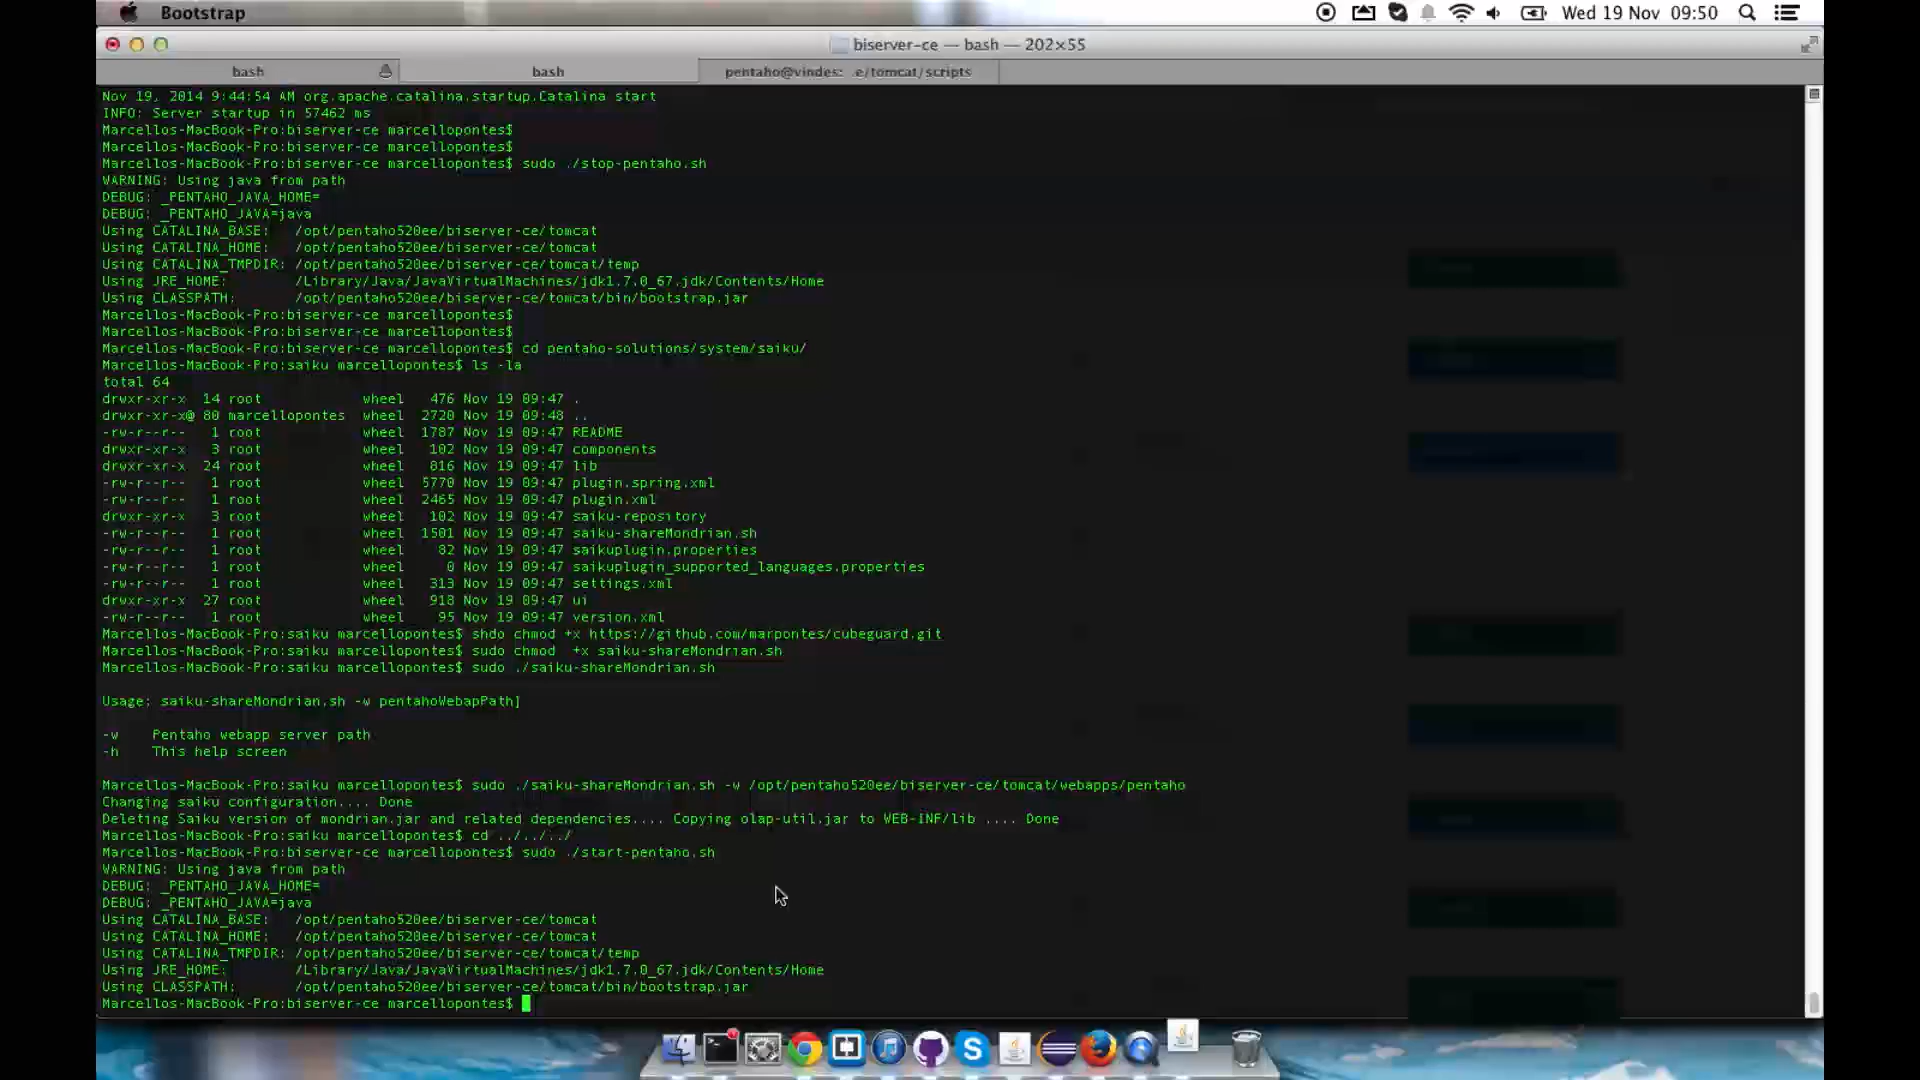 Bootstrap
Wed 19 Nov 09:50
biserver-ce — bash — 202×55
bash
bash
pentaho@vindes: .e/tomcat/scripts
Nov 19, 2014 9:44:54 AM org.apache.catalina.startup.Catalina start
INFO: Server startup in 57462 ms
Marcellos-MacBook-Pro:biserver-ce marcellopontes$
Marcellos-MacBook-Pro:biserver-ce marcellopontes$
Marcellos-MacBook-Pro:biserver-ce marcellopontes$ sudo ./stop-pentaho.sh
WARNING: Using java from path
DEBUG: _PENTAHO_JAVA_HOME=
DEBUG: _PENTAHO_JAVA=java
Using CATALINA_BASE:   /opt/pentaho520ee/biserver-ce/tomcat
Using CATALINA_HOME:   /opt/pentaho520ee/biserver-ce/tomcat
Using CATALINA_TMPDIR: /opt/pentaho520ee/biserver-ce/tomcat/temp
Using JRE_HOME:        /Library/Java/JavaVirtualMachines/jdk1.7.0_67.jdk/Contents/Home
Using CLASSPATH:       /opt/pentaho520ee/biserver-ce/tomcat/bin/bootstrap.jar
Marcellos-MacBook-Pro:biserver-ce marcellopontes$
Marcellos-MacBook-Pro:biserver-ce marcellopontes$
Marcellos-MacBook-Pro:biserver-ce marcellopontes$ cd pentaho-solutions/system/saiku/
Marcellos-MacBook-Pro:saiku marcellopontes$ ls -la
total 64
drwxr-xr-x  14 root            wheel   476 Nov 19 09:47 .
drwxr-xr-x@ 80 marcellopontes  wheel  2720 Nov 19 09:48 ..
-rw-r--r--   1 root            wheel  1787 Nov 19 09:47 README
drwxr-xr-x   3 root            wheel   102 Nov 19 09:47 components
drwxr-xr-x  24 root            wheel   816 Nov 19 09:47 lib
-rw-r--r--   1 root            wheel  5770 Nov 19 09:47 plugin.spring.xml
-rw-r--r--   1 root            wheel  2465 Nov 19 09:47 plugin.xml
drwxr-xr-x   3 root            wheel   102 Nov 19 09:47 saiku-repository
-rw-r--r--   1 root            wheel  1501 Nov 19 09:47 saiku-shareMondrian.sh
-rw-r--r--   1 root            wheel    82 Nov 19 09:47 saikuplugin.properties
-rw-r--r--   1 root            wheel     0 Nov 19 09:47 saikuplugin_supported_languages.properties
-rw-r--r--   1 root            wheel   313 Nov 19 09:47 settings.xml
drwxr-xr-x  27 root            wheel   918 Nov 19 09:47 ui
-rw-r--r--   1 root            wheel    95 Nov 19 09:47 version.xml
Marcellos-MacBook-Pro:saiku marcellopontes$ shdo chmod +x https://github.com/marpontes/cubeguard.git
Marcellos-MacBook-Pro:saiku marcellopontes$ sudo chmod  +x saiku-shareMondrian.sh
Marcellos-MacBook-Pro:saiku marcellopontes$ sudo ./saiku-shareMondrian.sh
Usage: saiku-shareMondrian.sh -w pentahoWebapPath]
-w    Pentaho webapp server path
-h    This help screen
Marcellos-MacBook-Pro:saiku marcellopontes$ sudo ./saiku-shareMondrian.sh -w /opt/pentaho520ee/biserver-ce/tomcat/webapps/pentaho
Changing saiku configuration.... Done
Deleting Saiku version of mondrian.jar and related dependencies.... Copying olap-util.jar to WEB-INF/lib .... Done
Marcellos-MacBook-Pro:saiku marcellopontes$ cd ../../../
Marcellos-MacBook-Pro:biserver-ce marcellopontes$ sudo ./start-pentaho.sh
WARNING: Using java from path
DEBUG: _PENTAHO_JAVA_HOME=
DEBUG: _PENTAHO_JAVA=java
Using CATALINA_BASE:   /opt/pentaho520ee/biserver-ce/tomcat
Using CATALINA_HOME:   /opt/pentaho520ee/biserver-ce/tomcat
Using CATALINA_TMPDIR: /opt/pentaho520ee/biserver-ce/tomcat/temp
Using JRE_HOME:        /Library/Java/JavaVirtualMachines/jdk1.7.0_67.jdk/Contents/Home
Using CLASSPATH:       /opt/pentaho520ee/biserver-ce/tomcat/bin/bootstrap.jar
Marcellos-MacBook-Pro:biserver-ce marcellopontes$